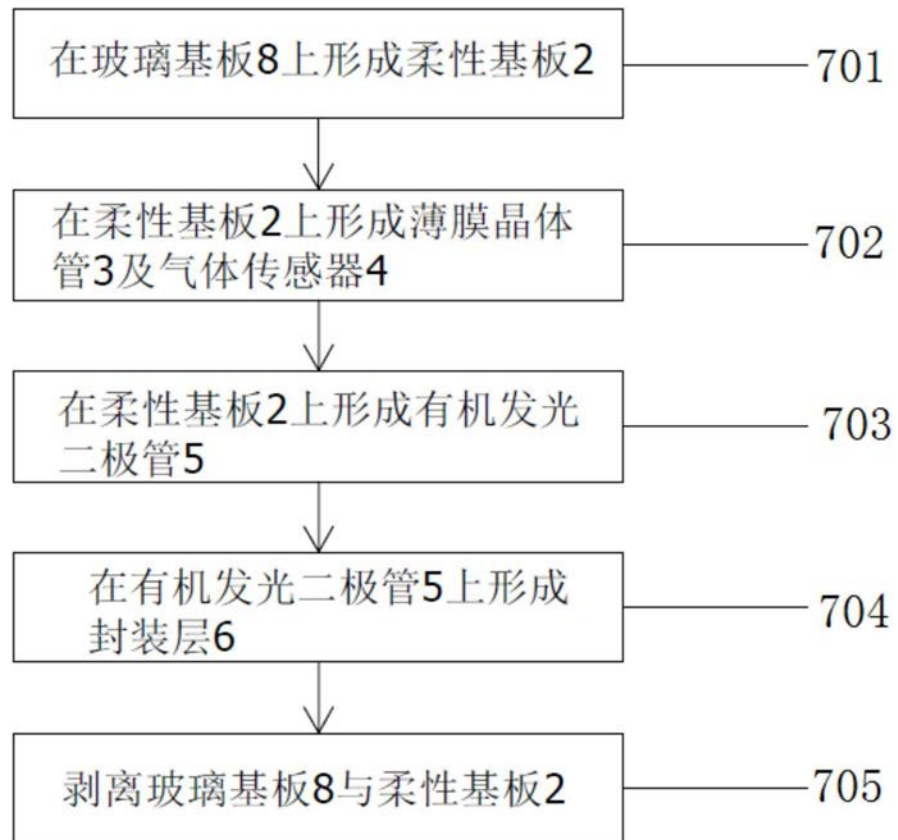 在玻璃基板8上形成柔性基板2
701
在柔性基板2上形成薄膜晶体
管3及气体传感器4
702
在柔性基板2上形成有机发光
二极管5
703
在有机发光二极管5上形成
封装层6
704
剥离玻璃基板8与柔性基板2
705